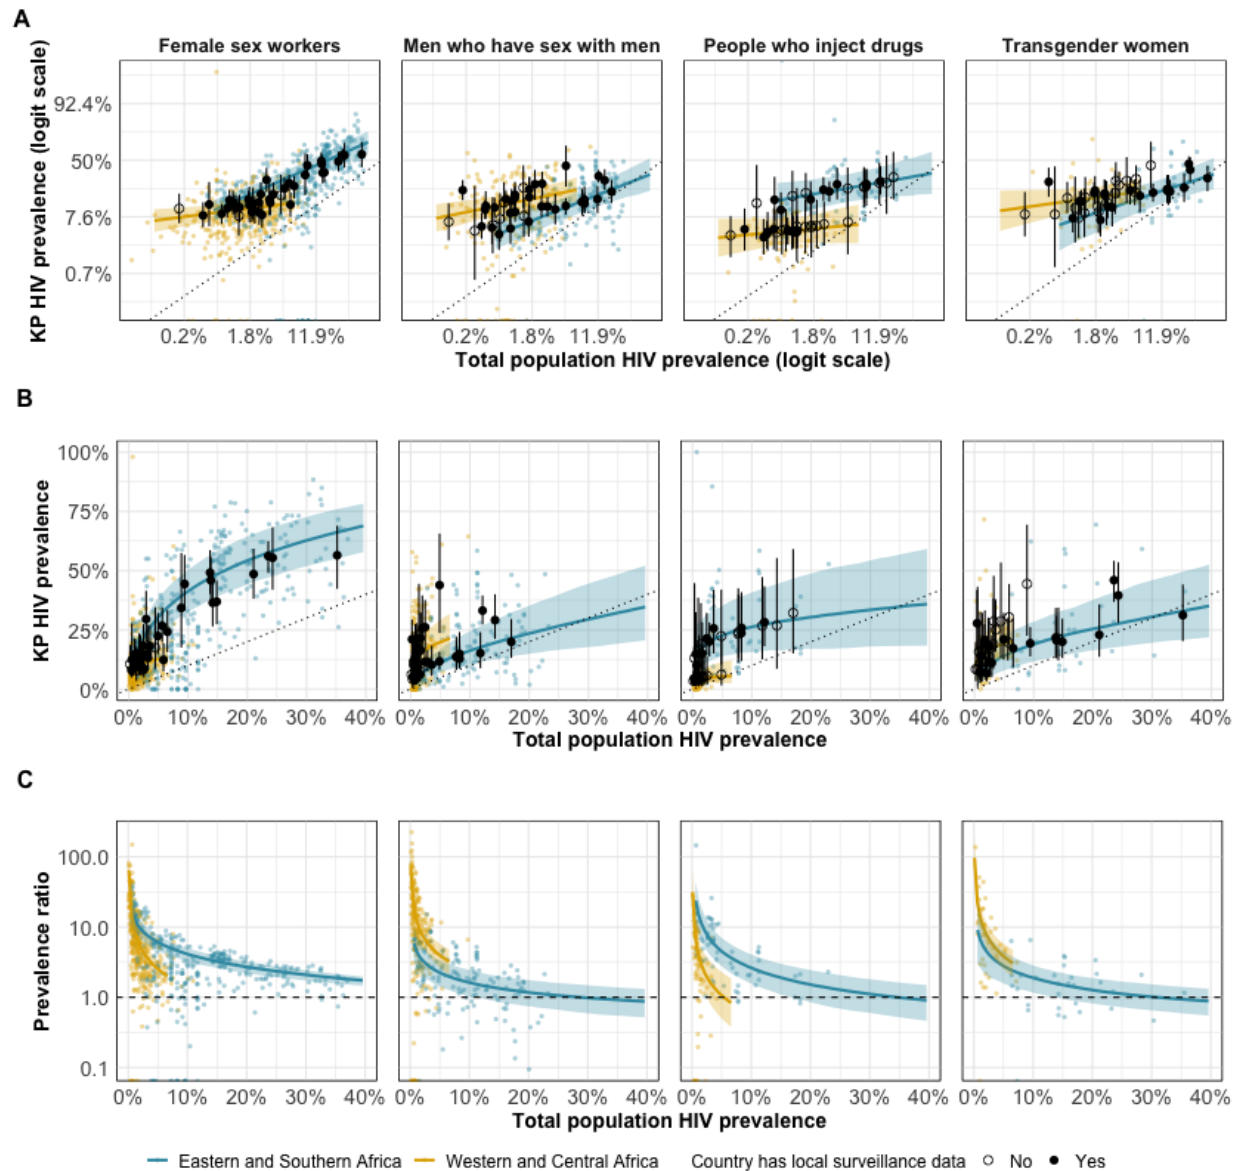 A
Female sex workers
Men who have sex with men
People who inject drugs
Transgender women
KP HIV prevalence (logit scale)
92.4%
50%
7.6%
0.7%
0.2% 1.8% 11.9%
0.2% 1.8% 11.9%
0.2% 1.8% 11.9%
0.2% 1.8% 11.9%
Total population HIV prevalence (logit scale)
B
KP HIV prevalence
100%
75%
50%
25%
0%
0% 10% 20% 30% 40%
0% 10% 20% 30% 40%
0% 10% 20% 30% 40%
0% 10% 20% 30% 40%
Total population HIV prevalence
C
Prevalence ratio
100.0
10.0
1.0
0.1
0% 10% 20% 30% 40%
0% 10% 20% 30% 40%
0% 10% 20% 30% 40%
0% 10% 20% 30% 40%
Total population HIV prevalence
Eastern and Southern Africa Western and Central Africa Country has local surveillance data No Yes